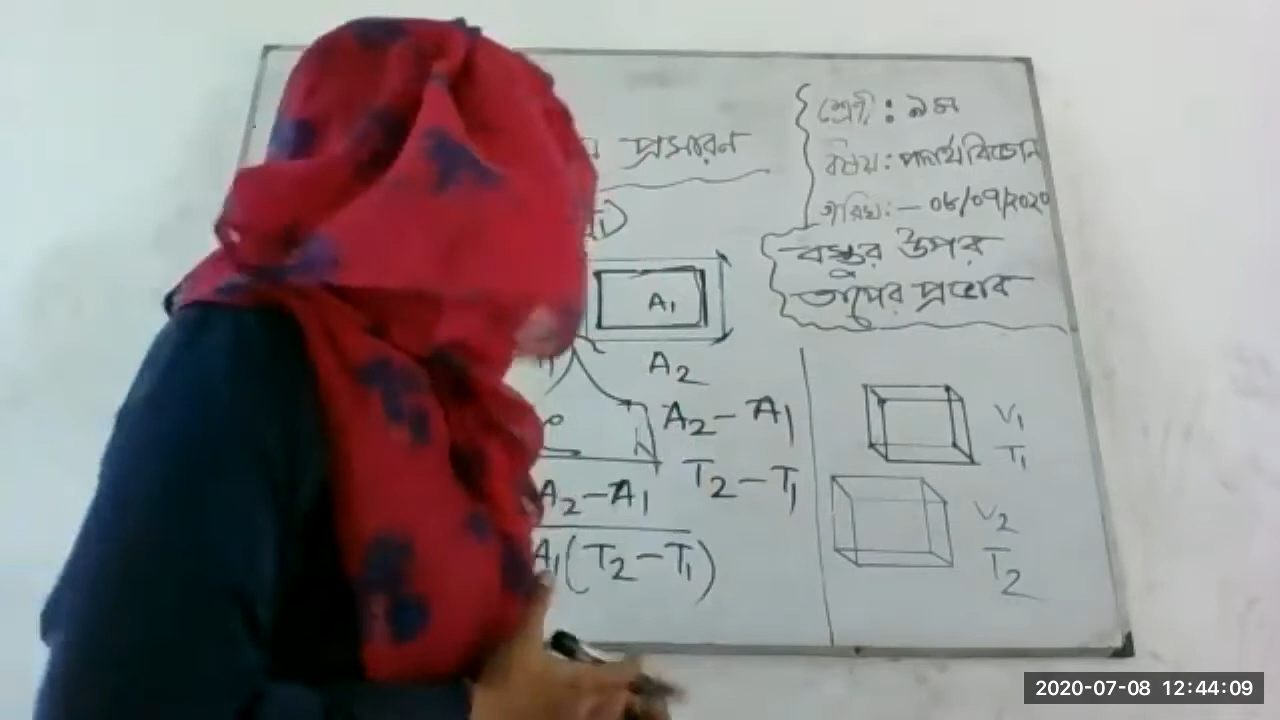 প্রসারন
A1
A2
A2 – A1
T2 – T1
A2 – A1
A1(T2 – T1)
শ্রেণী : ৯ম
বিষয় : পদার্থবিজ্ঞান
তারিখ : – ০৮/০৭/২০২০
বস্তুর উপর
তাপের প্রভাব
V1
T1
V2
T2
2020-07-08 12:44:09